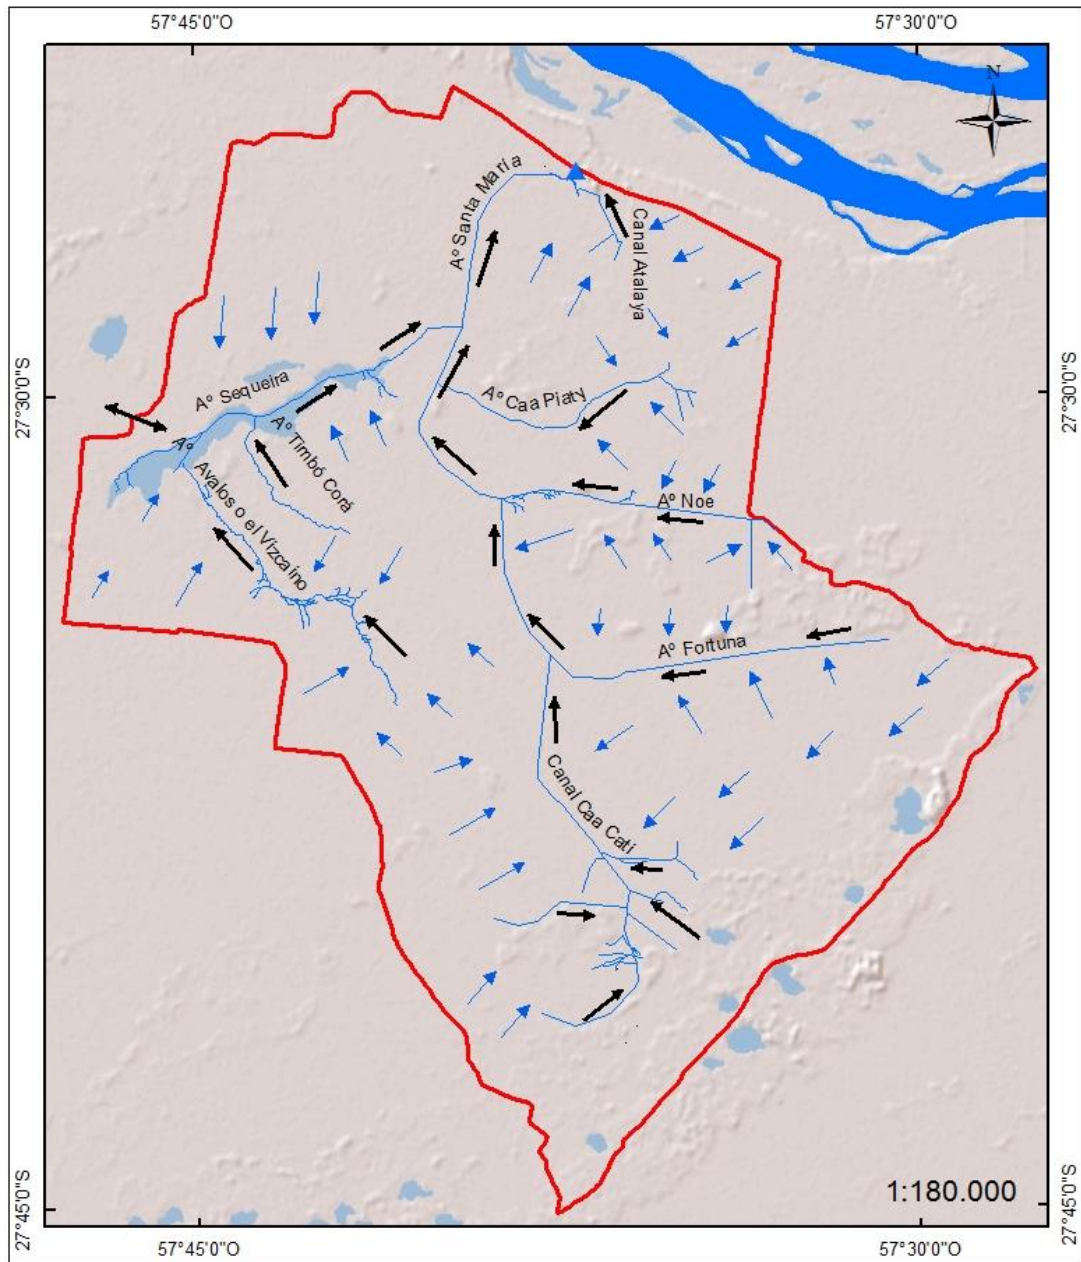 57°45'0"O
57°30'0"O
N
Aº Santa María
Canal Atalaya
27°30'0"S
27°30'0"S
Aº Sequeira
Aº Caa Piaty
Aº Timbó Corá
Aº Avalos o el Vizcaíno
Aº Noe
Aº Fortuna
Canal Caa Cati
1:180.000
27°45'0"S
27°45'0"S
57°45'0"O
57°30'0"O